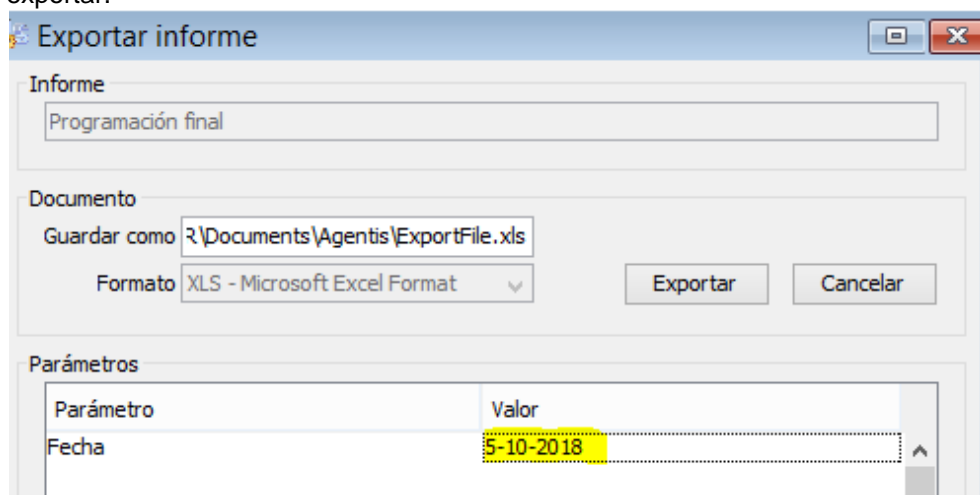 exportar.
Exportar informe
Informe
Programación final
Documento
Guardar como R\Documents\Agentis\ExportFile.xls
Formato XLS - Microsoft Excel Format Exportar Cancelar
Parámetros
Parámetro Valor
Fecha 5-10-2018